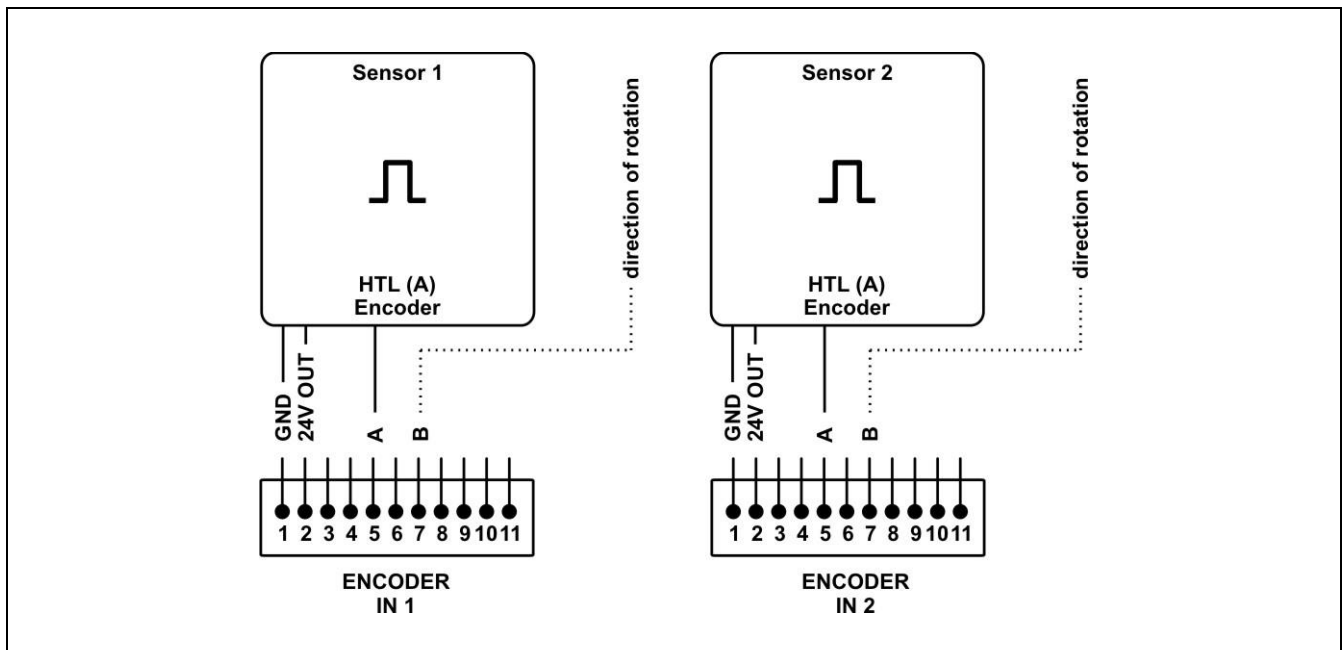 Sensor 1
HTL (A)
Encoder
direction of rotation
GND
24V OUT
A
B
1 2 3 4 5 6 7 8 9 10 11
ENCODER
IN 1
Sensor 2
HTL (A)
Encoder
direction of rotation
GND
24V OUT
A
B
1 2 3 4 5 6 7 8 9 10 11
ENCODER
IN 2